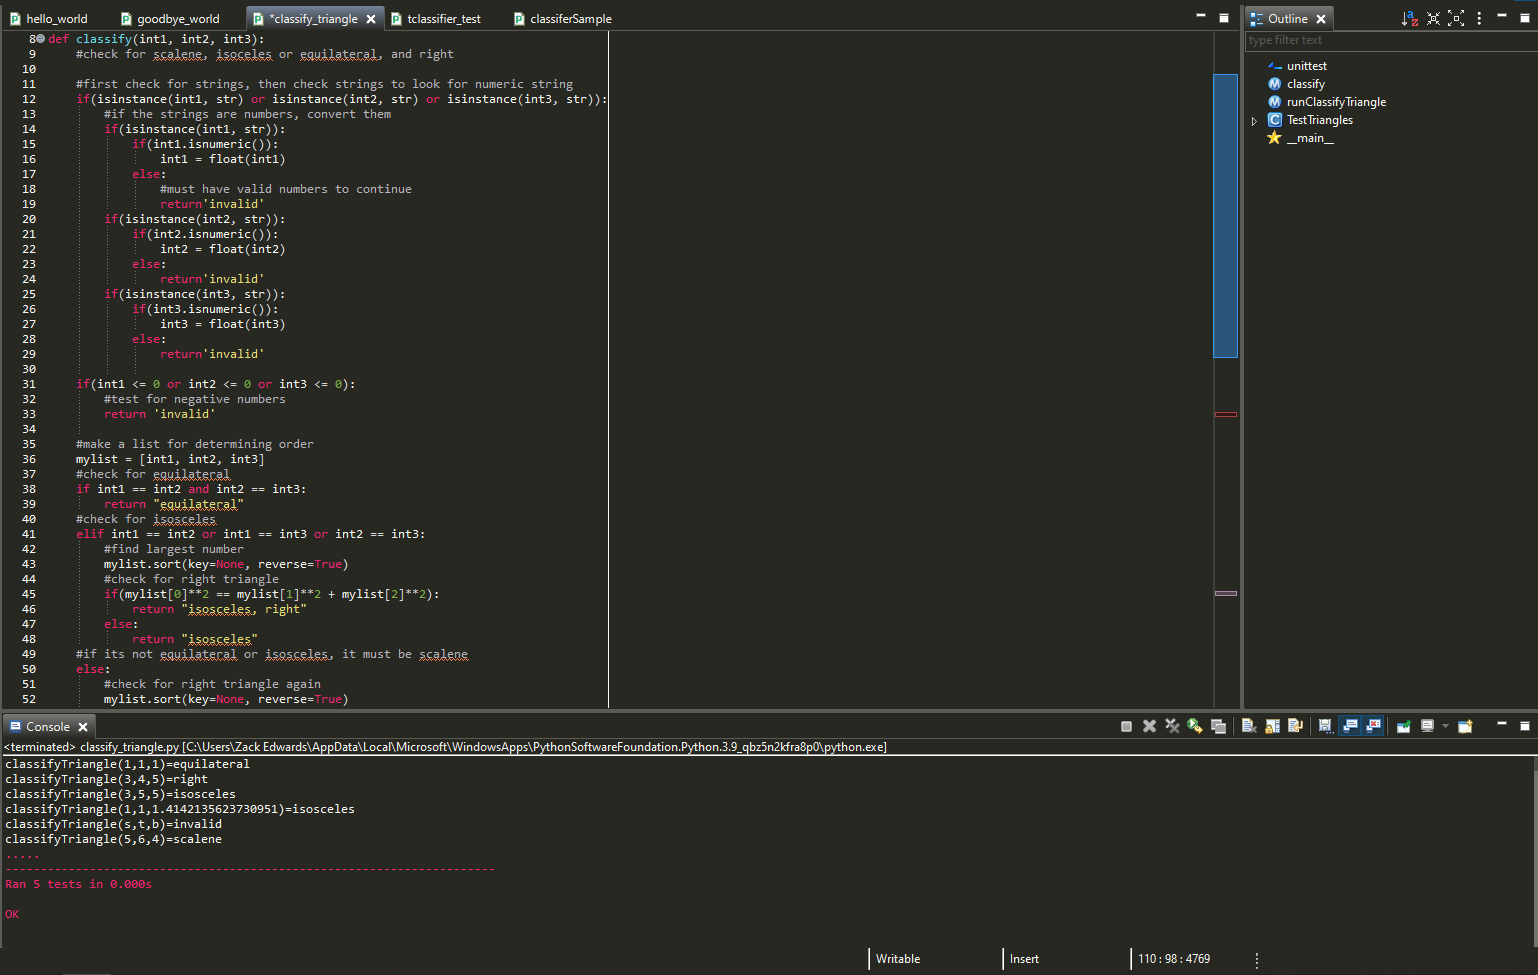 hello_world goodbye_world *classify_triangle tclassifier_test classiferSample
8 def classify(int1, int2, int3):
9 #check for scalene, isoceles or equilateral, and right
10
11 #first check for strings, then check strings to look for numeric string
12 if(isinstance(int1, str) or isinstance(int2, str) or isinstance(int3, str)):
13 #if the strings are numbers, convert them
14 if(isinstance(int1, str)):
15 if(int1.isnumeric()):
16 int1 = float(int1)
17 else:
18 #must have valid numbers to continue
19 return'invalid'
20 if(isinstance(int2, str)):
21 if(int2.isnumeric()):
22 int2 = float(int2)
23 else:
24 return'invalid'
25 if(isinstance(int3, str)):
26 if(int3.isnumeric()):
27 int3 = float(int3)
28 else:
29 return'invalid'
30
31 if(int1 <= 0 or int2 <= 0 or int3 <= 0):
32 #test for negative numbers
33 return 'invalid'
34
35 #make a list for determining order
36 mylist = [int1, int2, int3]
37 #check for equilateral
38 if int1 == int2 and int2 == int3:
39 return "equilateral"
40 #check for isosceles
41 elif int1 == int2 or int1 == int3 or int2 == int3:
42 #find largest number
43 mylist.sort(key=None, reverse=True)
44 #check for right triangle
45 if(mylist[0]**2 == mylist[1]**2 + mylist[2]**2):
46 return "isosceles, right"
47 else:
48 return "isosceles"
49 #if its not equilateral or isosceles, it must be scalene
50 else:
51 #check for right triangle again
52 mylist.sort(key=None, reverse=True)
Outline
type filter text
unittest
classify
runClassifyTriangle
TestTriangles
__main__
Console
<terminated> classify_triangle.py [C:\Users\Zack Edwards\AppData\Local\Microsoft\WindowsApps\PythonSoftwareFoundation.Python.3.9_qbz5n2kfra8p0\python.exe]
classifyTriangle(1,1,1)=equilateral
classifyTriangle(3,4,5)=right
classifyTriangle(3,5,5)=isosceles
classifyTriangle(1,1,1.4142135623730951)=isosceles
classifyTriangle(s,t,b)=invalid
classifyTriangle(5,6,4)=scalene
.....
----------------------------------------------------------------------
Ran 5 tests in 0.000s
OK
Writable Insert 110 : 98 : 4769